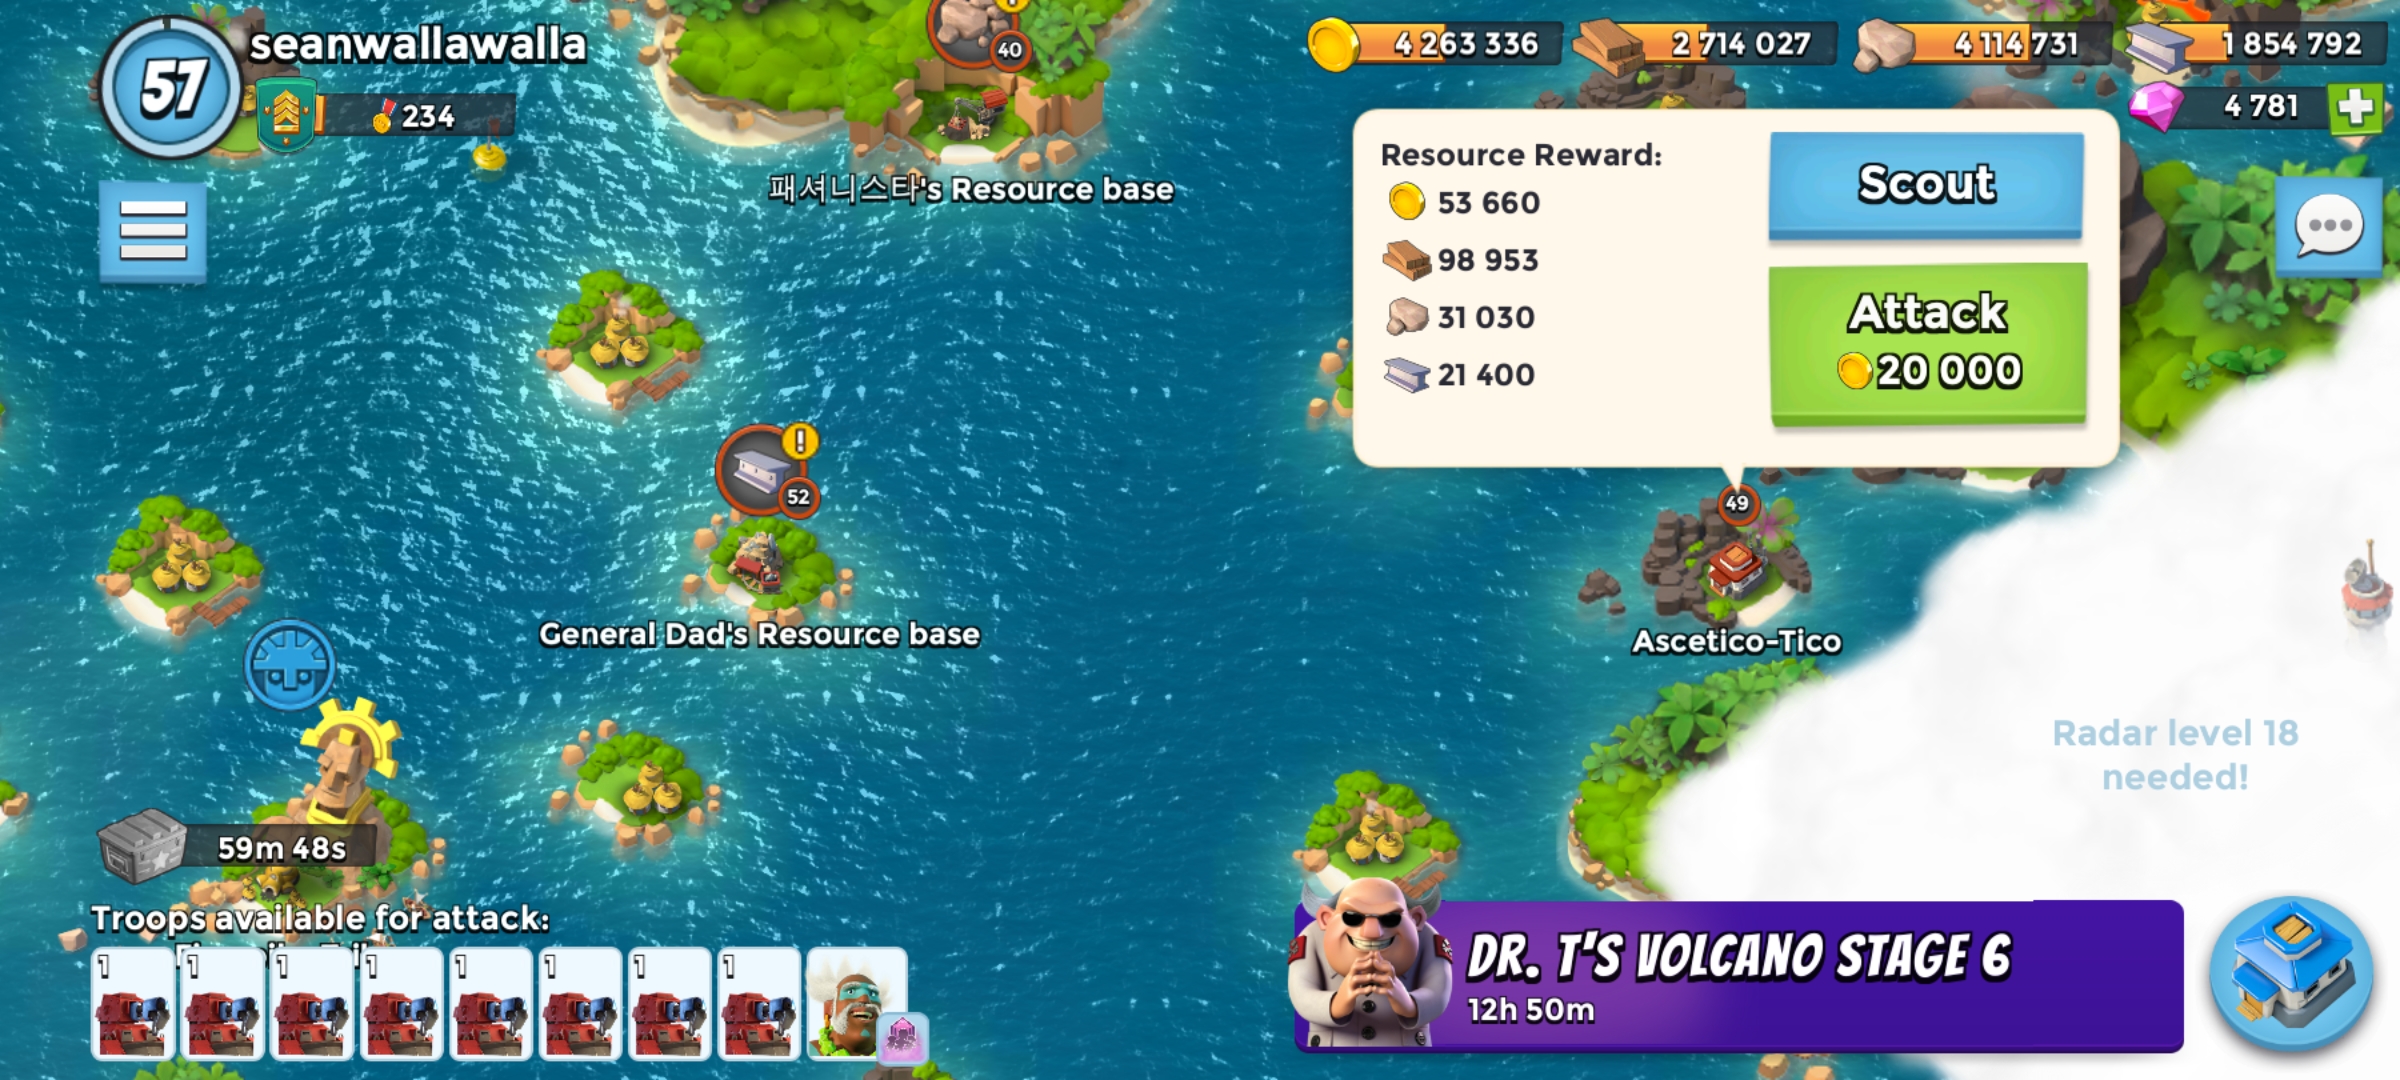 57
seanwallawalla
234
4 263 336
2 714 027
4 114 731
1 854 792
4 781
40
패셔니스타's Resource base
Resource Reward:
53 660
98 953
31 030
21 400
Scout
Attack
20 000
!
52
General Dad's Resource base
49
Ascetico-Tico
Radar level 18
needed!
59m 48s
Troops available for attack:
1
1
1
1
1
1
1
1
DR. T'S VOLCANO STAGE 6
12h 50m